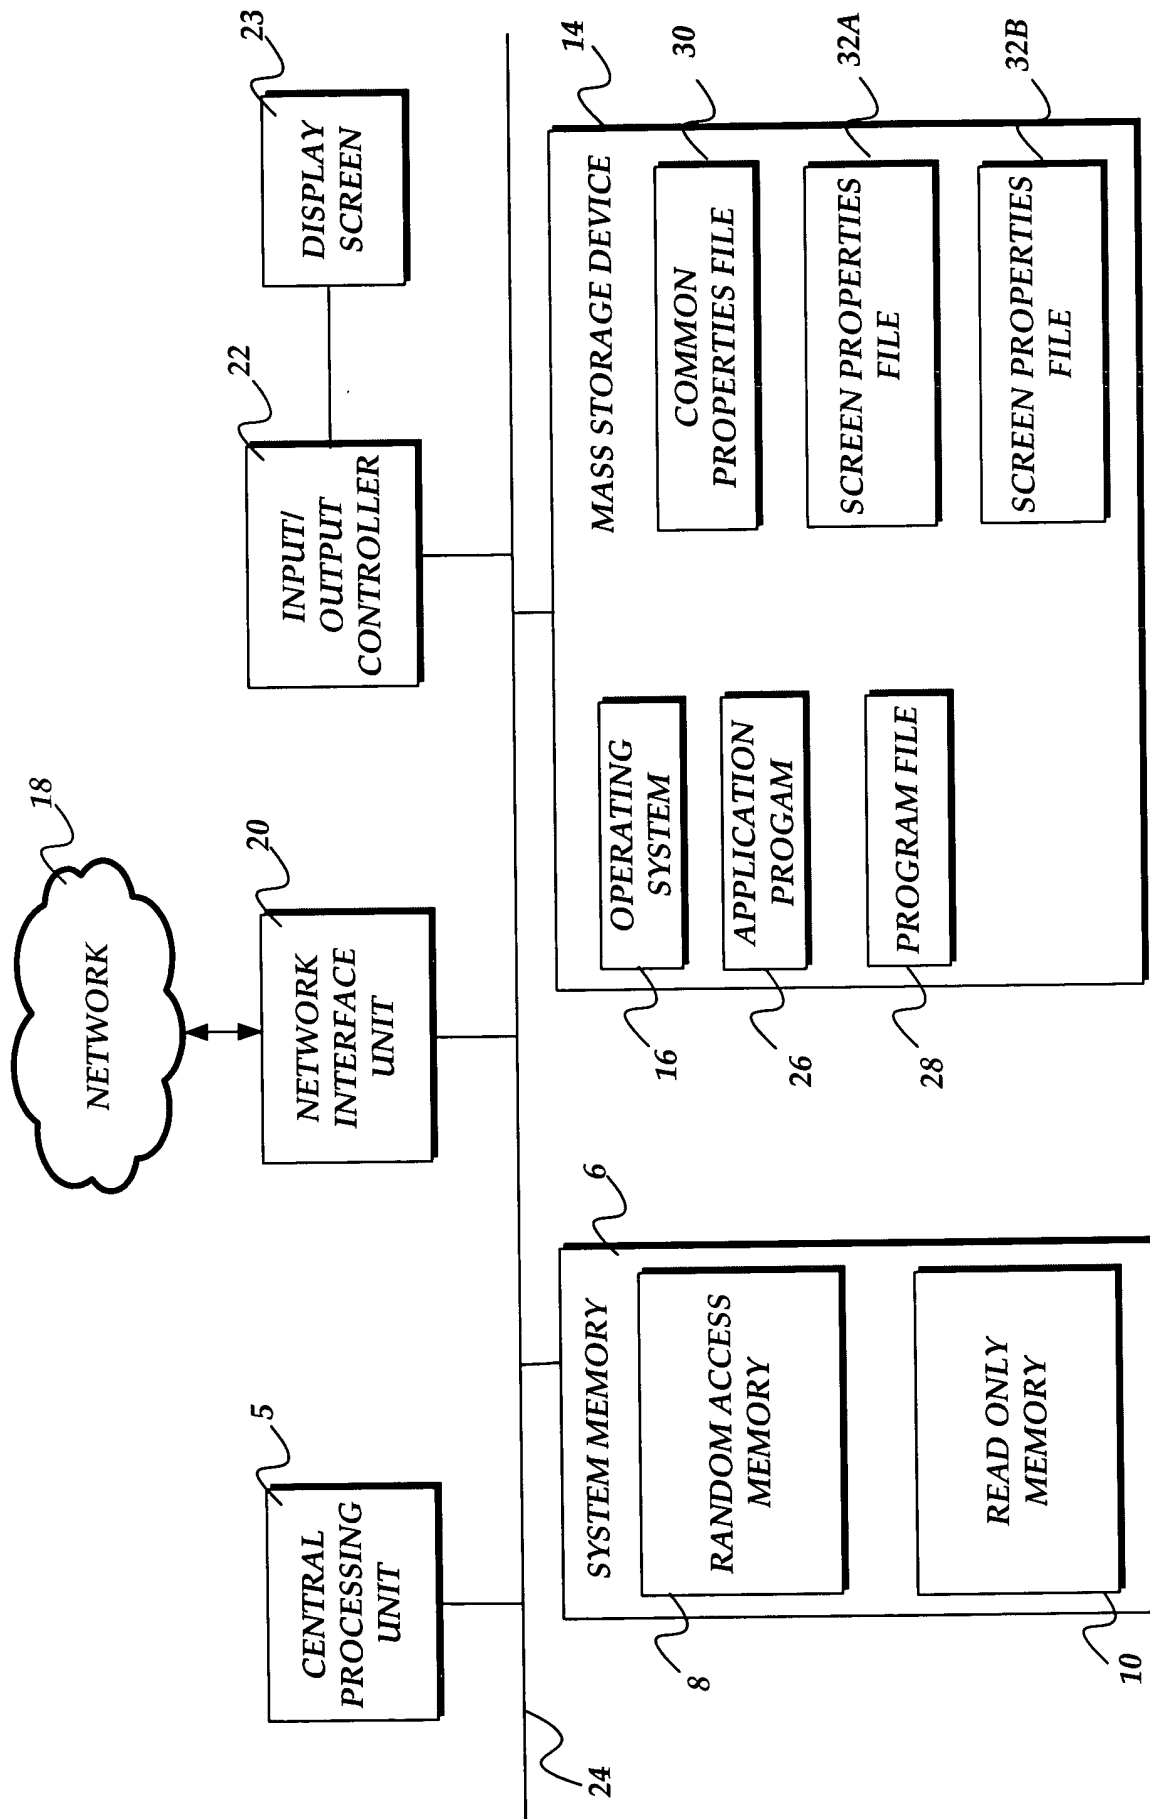 18
NETWORK
5
CENTRAL
PROCESSING
UNIT
20
NETWORK
INTERFACE
UNIT
22
INPUT/
OUTPUT
CONTROLLER
23
DISPLAY
SCREEN
24
6
SYSTEM MEMORY
RANDOM ACCESS
MEMORY
8
READ ONLY
MEMORY
10
14
MASS STORAGE DEVICE
OPERATING
SYSTEM
16
APPLICATION
PROGAM
26
PROGRAM FILE
28
30
COMMON
PROPERTIES FILE
32A
SCREEN PROPERTIES
FILE
32B
SCREEN PROPERTIES
FILE